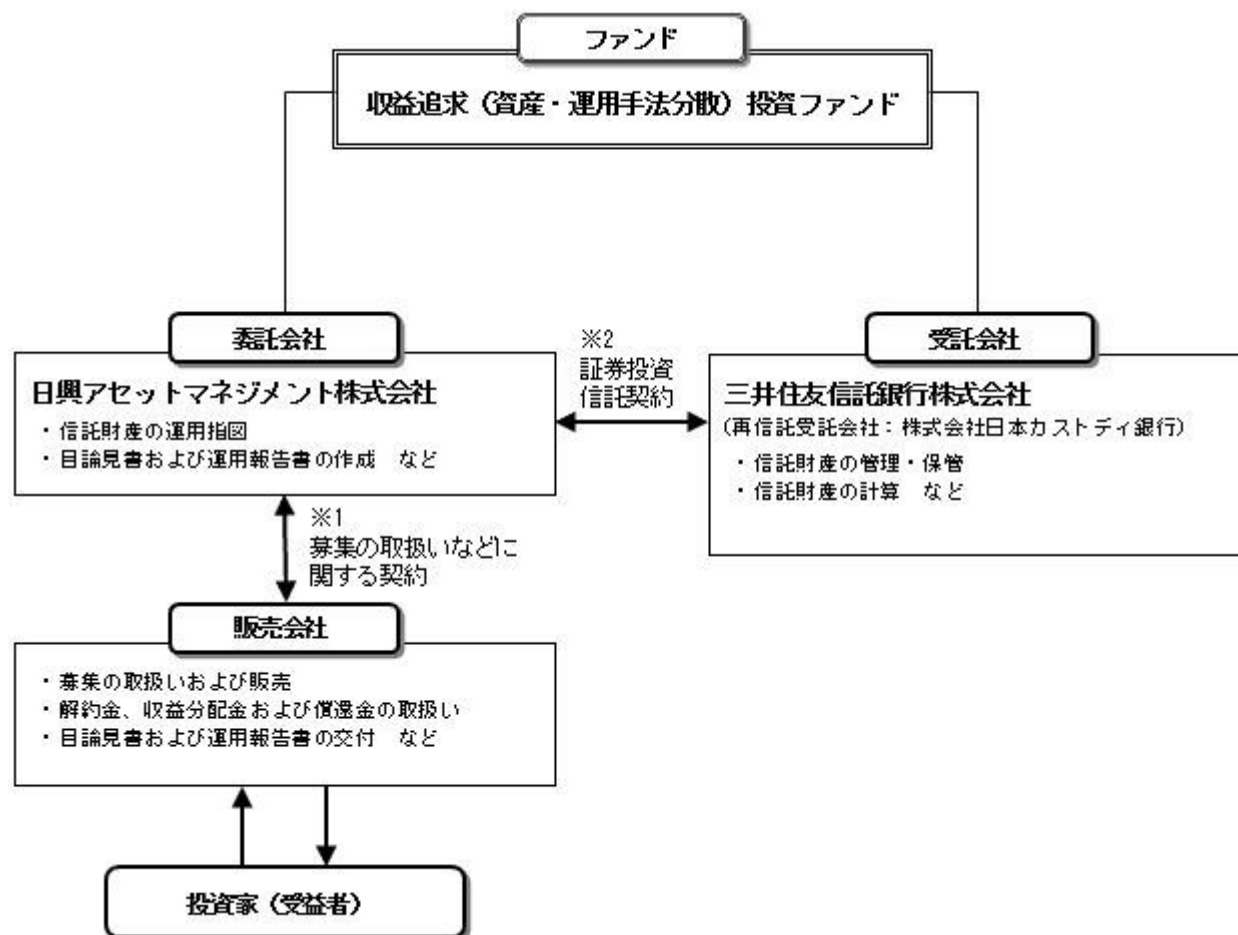 ファンド
収益追求（資産・運用手法分散）投資ファンド
委託会社
日興アセットマネジメント株式会社
・信託財産の運用指図
・目論見書および運用報告書の作成　など
※2
証券投資
信託契約
受託会社
三井住友信託銀行株式会社
（再信託受託会社：株式会社日本カストディ銀行）
・信託財産の管理・保管
・信託財産の計算　など
※1
募集の取扱いなどに
関する契約
販売会社
・募集の取扱いおよび販売
・解約金、収益分配金および償還金の取扱い
・目論見書および運用報告書の交付　など
投資家（受益者）